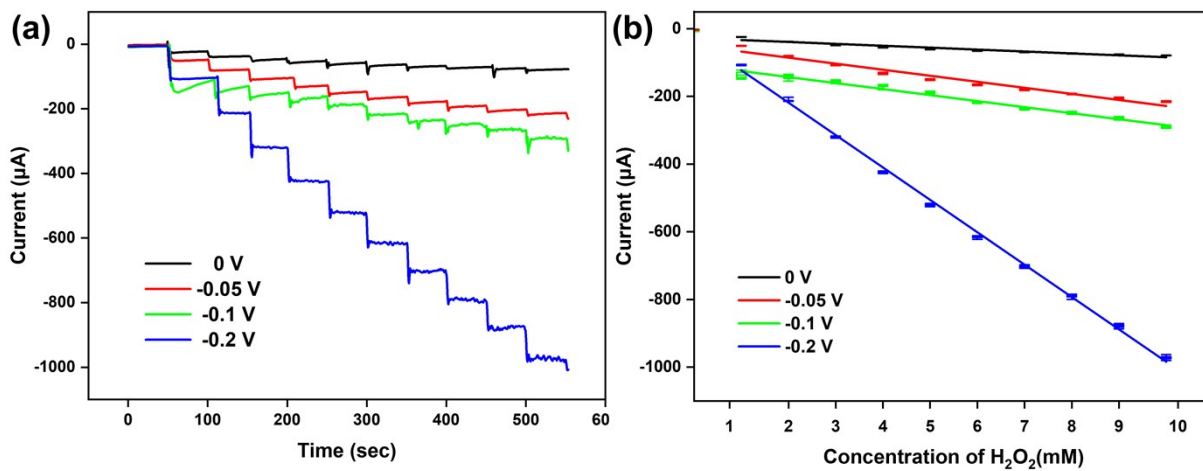 (a)
0
-200
-400
-600
-800
-1000
Current (µA)
0 V
-0.05 V
-0.1 V
-0.2 V
0 100 200 300 400 500 60
Time (sec)
(b)
0
-200
-400
-600
-800
-1000
Current (µA)
0 V
-0.05 V
-0.1 V
-0.2 V
1 2 3 4 5 6 7 8 9 10
Concentration of H₂O₂(mM)